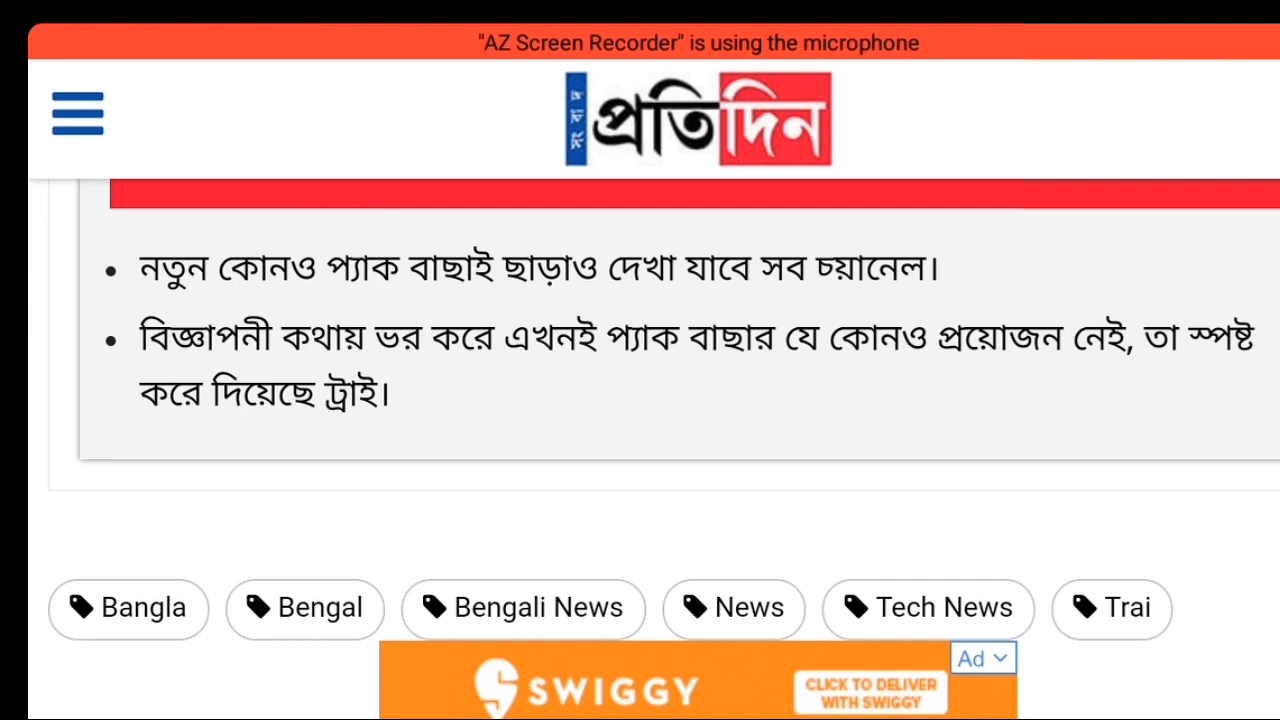 "AZ Screen Recorder" is using the microphone
সংবাদ প্রতিদিন
নতুন কোনও প্যাক বাছাই ছাড়াও দেখা যাবে সব চয়ানেল।
বিজ্ঞাপনী কথায় ভর করে এখনই প্যাক বাছার যে কোনও প্রয়োজন নেই, তা স্পষ্ট
করে দিয়েছে ট্রাই।
Bangla Bengal Bengali News News Tech News Trai
Ad
SWIGGY
CLICK TO DELIVER
WITH SWIGGY